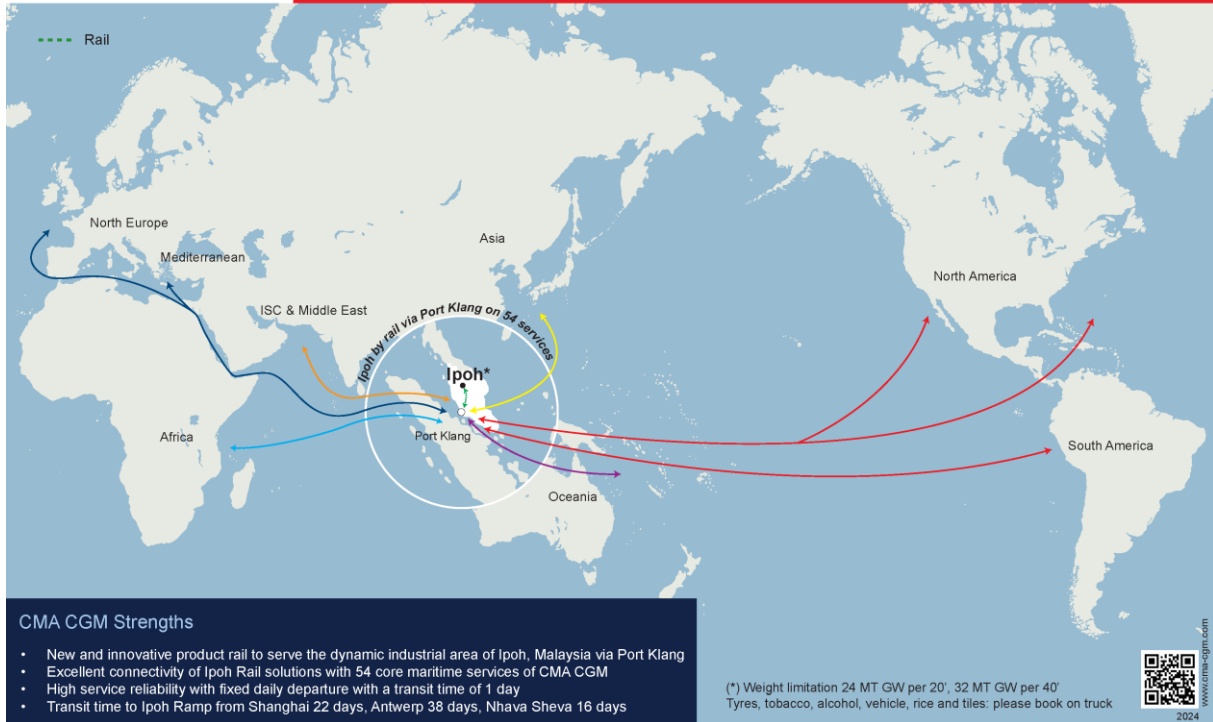 Rail
North Europe
Mediterranean
Asia
North America
ISC & Middle East
Ipoh by rail via Port Klang on 54 services
Ipoh*
Africa
Port Klang
South America
Oceania
CMA CGM Strengths
• New and innovative product rail to serve the dynamic industrial area of Ipoh, Malaysia via Port Klang
• Excellent connectivity of Ipoh Rail solutions with 54 core maritime services of CMA CGM
• High service reliability with fixed daily departure with a transit time of 1 day
• Transit time to Ipoh Ramp from Shanghai 22 days, Antwerp 38 days, Nhava Sheva 16 days
(*) Weight limitation 24 MT GW per 20', 32 MT GW per 40'
Tyres, tobacco, alcohol, vehicle, rice and tiles: please book on truck
www.cma-cgm.com
2024